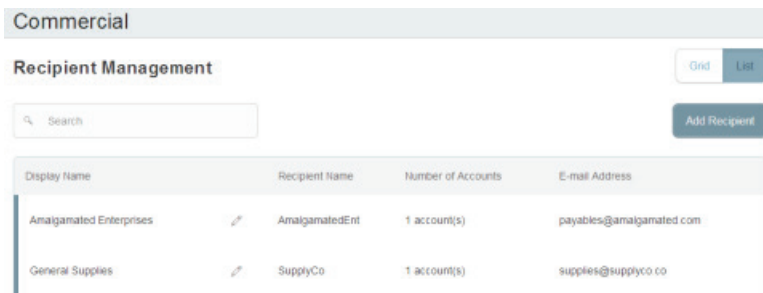 Commercial
Recipient Management
Grid List
Search
Add Recipient
Display Name Recipient Name Number of Accounts E-mail Address
Amalgamated Enterprises AmalgamatedEnt 1 account(s) payables@amalgamated.com
General Supplies SupplyCo 1 account(s) supplies@supplyco.co